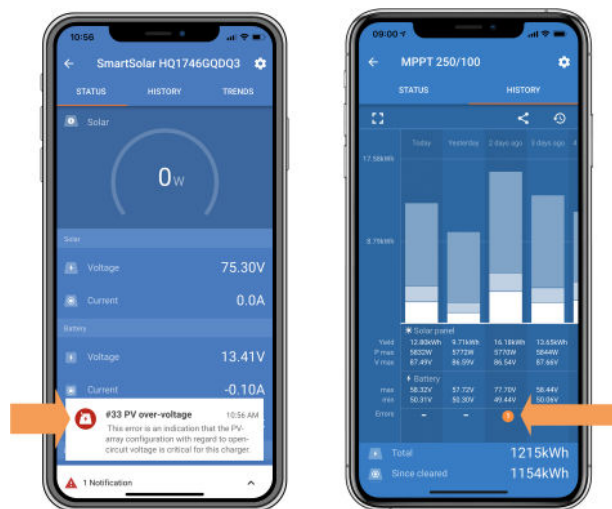 10:56
SmartSolar HQ1746GQDQ3
STATUS HISTORY TRENDS
Solar
0W
Solar
Voltage 75.30V
Current 0.0A
Battery
Voltage 13.41V
Current -0.10A
#33 PV over-voltage 10:56 AM
This error is an indication that the PV-
array configuration with regard to open-
circuit voltage is critical for this charger.
1 Notification
09:00
MPPT 250/100
STATUS HISTORY
Today Yesterday 2 days ago 3 days ago 4
17.58kWh
8.79kWh
Solar panel
Yield 12.80kWh 9.71kWh 16.18kWh 13.65kWh
P max 5832W 5772W 5770W 5844W
V max 87.49V 86.59V 86.54V 87.66V
Battery
max 58.32V 57.72V 77.70V 58.44V
min 50.31V 50.30V 49.44V 50.06V
Errors – – 1
Total 1215kWh
Since cleared 1154kWh